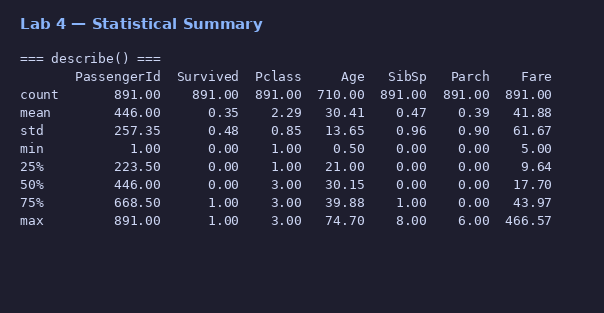 Lab 4 — Statistical Summary
=== describe() ===
       PassengerId  Survived  Pclass     Age   SibSp   Parch    Fare
count       891.00    891.00  891.00  710.00  891.00  891.00  891.00
mean        446.00      0.35    2.29   30.41    0.47    0.39   41.88
std         257.35      0.48    0.85   13.65    0.96    0.90   61.67
min           1.00      0.00    1.00    0.50    0.00    0.00    5.00
25%         223.50      0.00    1.00   21.00    0.00    0.00    9.64
50%         446.00      0.00    3.00   30.15    0.00    0.00   17.70
75%         668.50      1.00    3.00   39.88    1.00    0.00   43.97
max         891.00      1.00    3.00   74.70    8.00    6.00  466.57